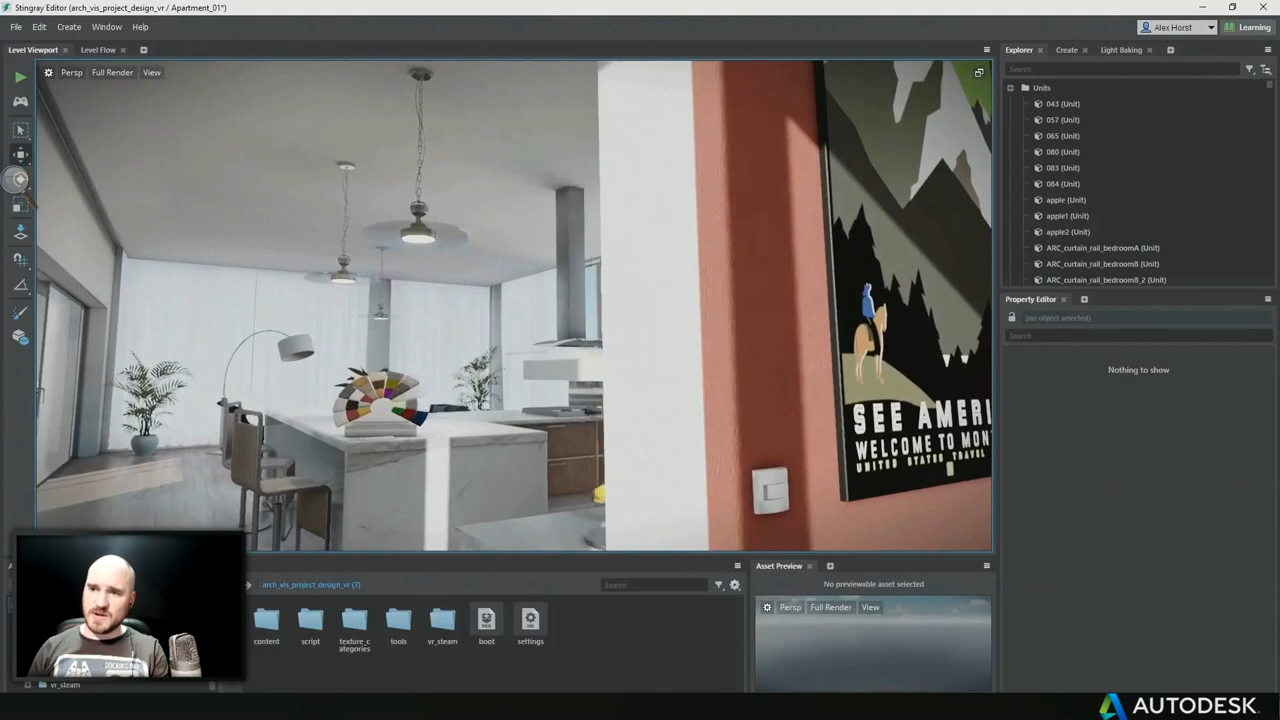 Stingray Editor (arch_vis_project_design_vr / Apartment_01*)
File Edit Create Window Help
Alex Horst
Learning
Level Viewport
Level Flow
Persp Full Render View
SEE AMERI
WELCOME TO MON
UNITED STATES TRAVEL
Explorer Create Light Baking
Search
Units
043 (Unit)
057 (Unit)
065 (Unit)
080 (Unit)
083 (Unit)
084 (Unit)
apple (Unit)
apple1 (Unit)
apple2 (Unit)
ARC_curtain_rail_bedroomA (Unit)
ARC_curtain_rail_bedroomB (Unit)
ARC_curtain_rail_bedroomB_2 (Unit)
Property Editor
(no object selected)
Search
Nothing to show
arch_vis_project_design_vr (7)
Search
content
script
texture_c
ategories
tools
vr_steam
boot
settings
vr_steam
Asset Preview
No previewable asset selected
Persp Full Render View
AUTODESK.